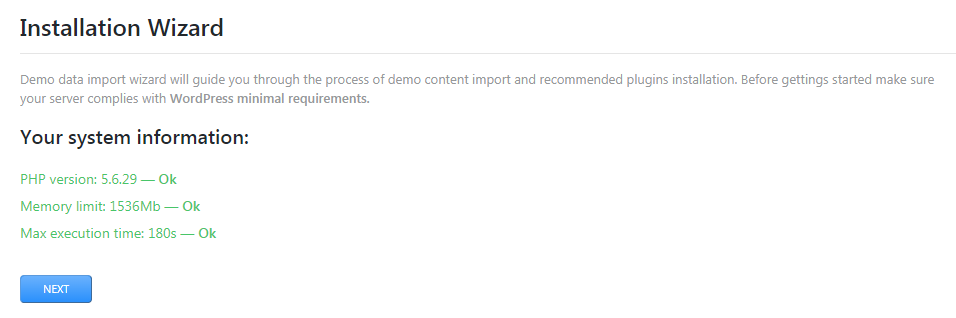 Installation Wizard
Demo data import wizard will guide you through the process of demo content import and recommended plugins installation. Before gettings started make sure
your server complies with WordPress minimal requirements.
Your system information:
PHP version: 5.6.29 — Ok
Memory limit: 1536Mb — Ok
Max execution time: 180s — Ok
NEXT